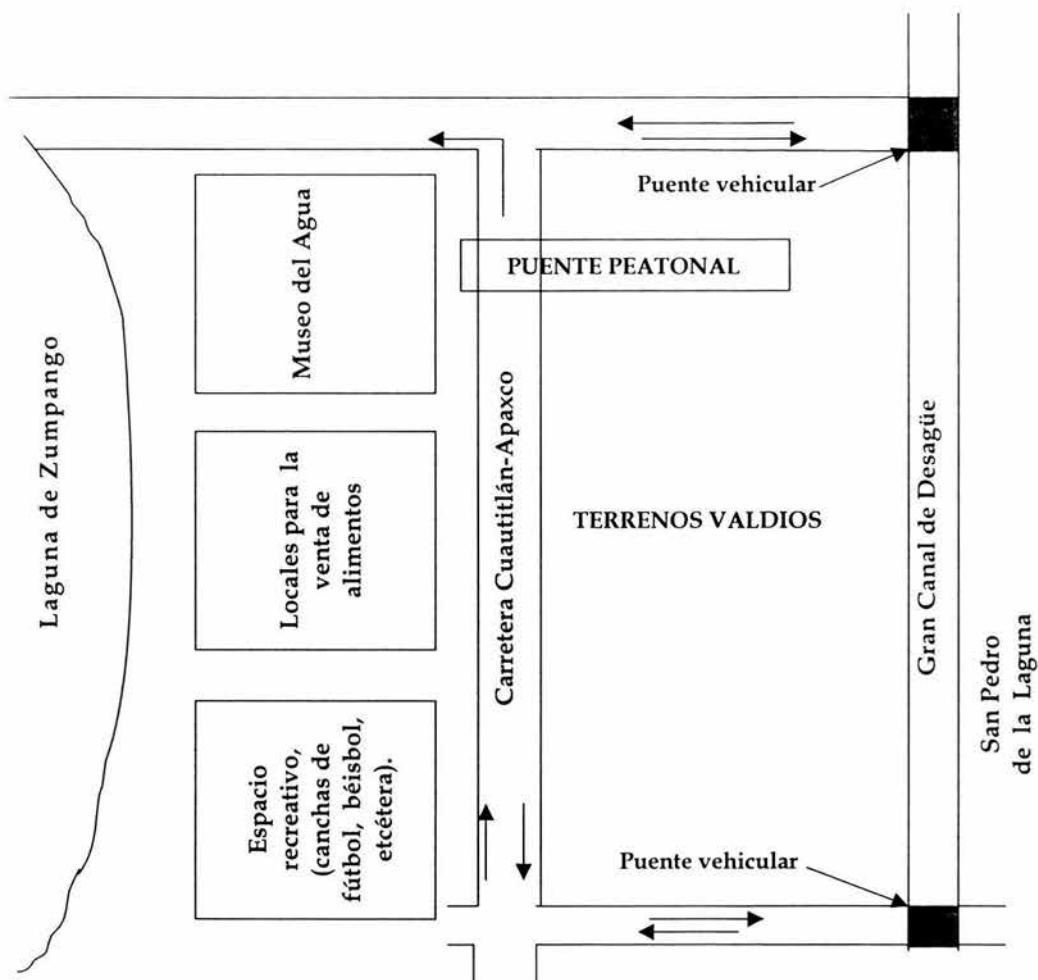 Puente vehicular
Laguna de Zumpango
Museo del Agua
PUENTE PEATONAL
Locales para la
venta de
alimentos
Carretera Cuautitlán-Apaxco
TERRENOS VALDIOS
Gran Canal de Desagüe
San Pedro
de la Laguna
Espacio
recreativo,
(canchas de
fútbol, béisbol,
etcétera).
Puente vehicular